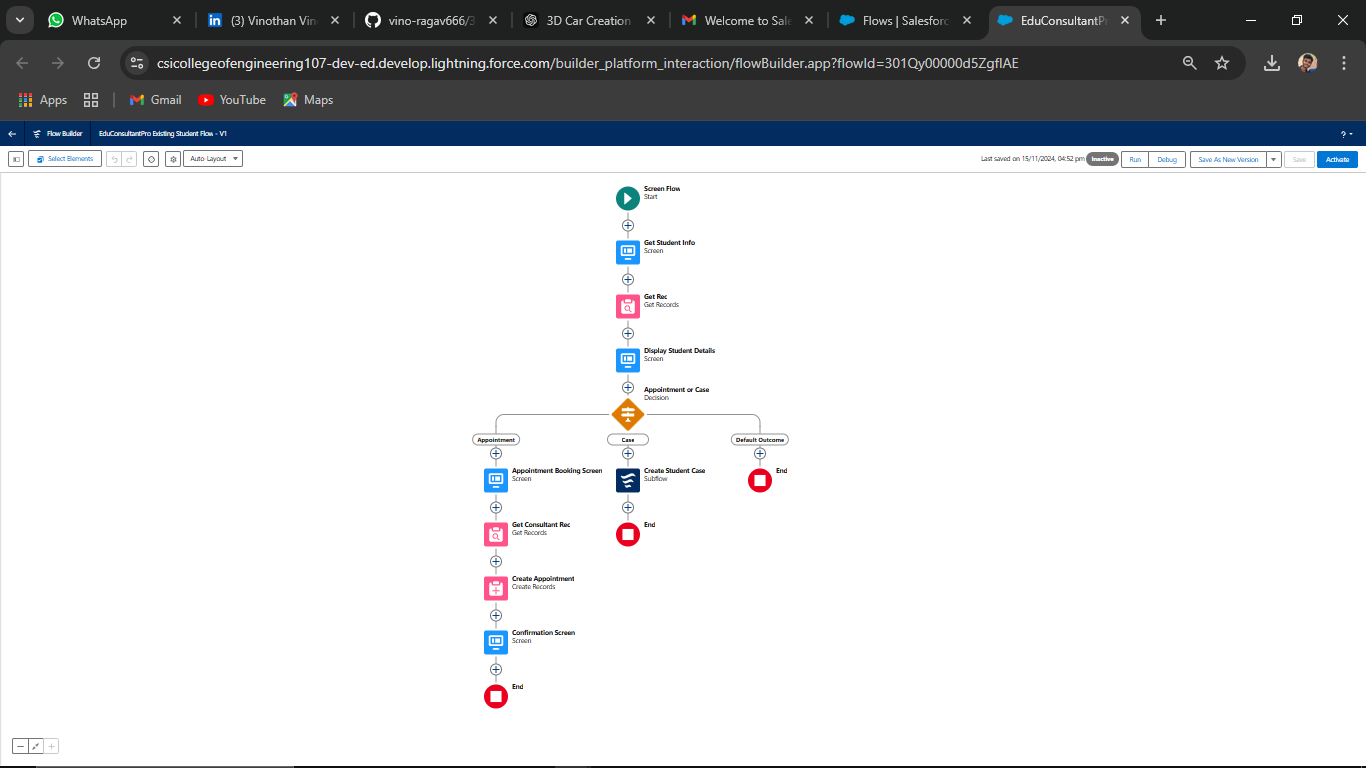 WhatsApp
(3) Vinothan Vin
vino-ragav666/3
3D Car Creation
Welcome to Sale
Flows | Salesforc
EduConsultantPr
csicollegeofengineering107-dev-ed.develop.lightning.force.com/builder_platform_interaction/flowBuilder.app?flowId=301Qy00000d5ZgfIAE
Apps
Gmail
YouTube
Maps
Flow Builder
EduConsultantPro Existing Student Flow - V1
?
Select Elements
Auto-Layout
Last saved on 15/11/2024, 04:52 pm
Inactive
Run
Debug
Save As New Version
Save
Activate
Screen Flow
Start
Get Student Info
Screen
Get Rec
Get Records
Display Student Details
Screen
Appointment or Case
Decision
Appointment
Case
Default Outcome
Appointment Booking Screen
Screen
Create Student Case
Subflow
End
Get Consultant Rec
Get Records
End
Create Appointment
Create Records
Confirmation Screen
Screen
End